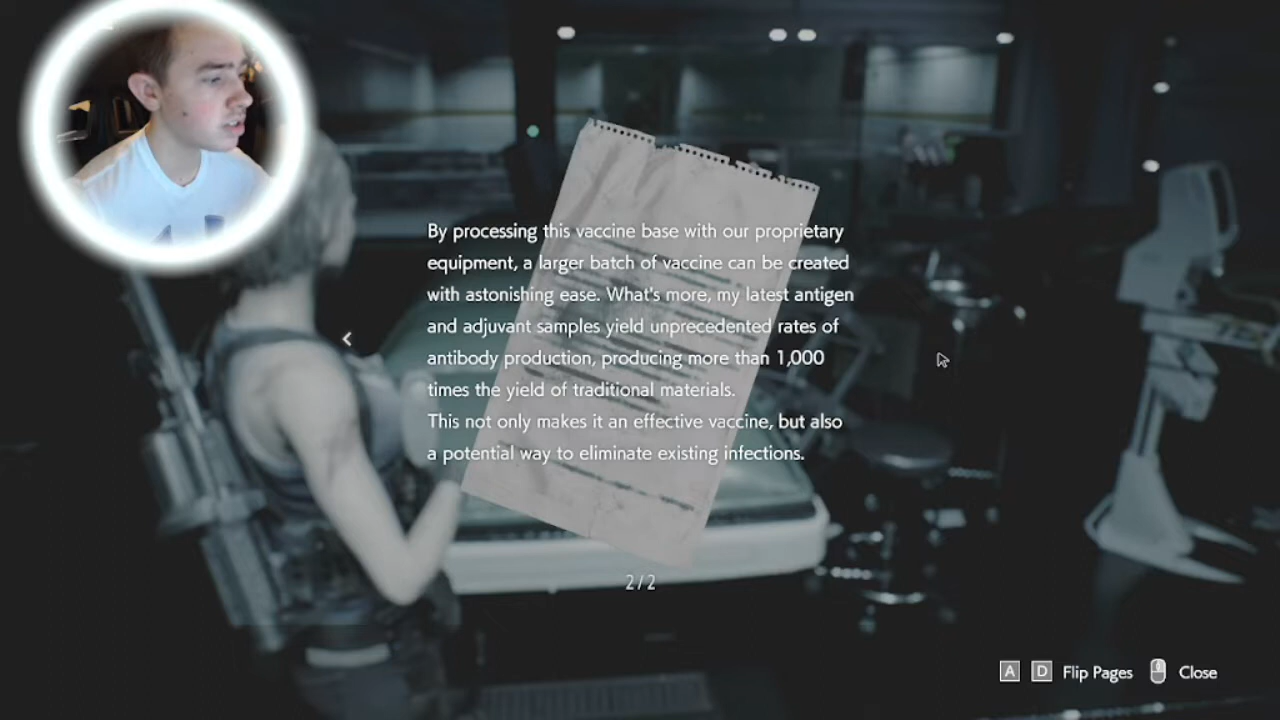 By processing this vaccine base with our proprietary
equipment, a larger batch of vaccine can be created
with astonishing ease. What's more, my latest antigen
and adjuvant samples yield unprecedented rates of
antibody production, producing more than 1,000
times the yield of traditional materials.
This not only makes it an effective vaccine, but also
a potential way to eliminate existing infections.
2/2
A D Flip Pages Close